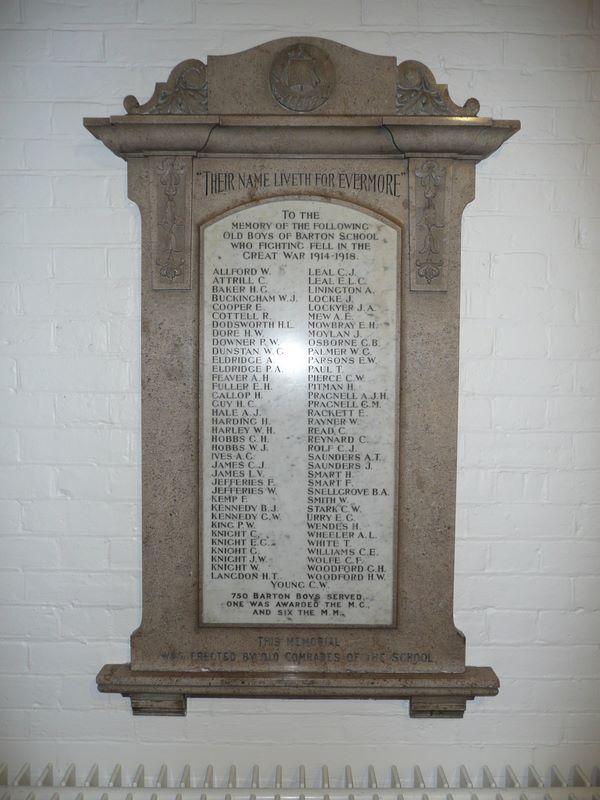 "THEIR NAME LIVETH FOR EVERMORE"
TO THE
MEMORY OF THE FOLLOWING
OLD BOYS OF BARTON SCHOOL
WHO FIGHTING FELL IN THE
GREAT WAR 1914-1918.
ALLFORD W.
ATTRILL C.
BAKER H.G.
BUCKINGHAM W.J.
COOPER E.
COTTELL R.
DODSWORTH H.L.
DORE H.W.
DOWNER P.W.
DUNSTAN W.G.
ELDRIDGE A.
ELDRIDGE P.A.
FEAVER A.H.
FULLER E.H.
GALLOP H.
GUY H.C.
HALE A.J.
HARDING H.
HARLEY W.H.
HOBBS G.H.
HOBBS W.J.
IVES A.G.
JAMES C.J.
JAMES L.V.
JEFFERIES F.
JEFFERIES W.
KEMP F.
KENNEDY B.J.
KENNEDY G.W.
KING P.W.
KNIGHT C.
KNIGHT E.G.
KNIGHT G.
KNIGHT J.W.
KNIGHT W.
LANGDON H.T.
LEAL C.J.
LEAL E.L.C.
LININGTON A.
LOCKE J.
LOCKYER J.A.
MEW A.E.
MOWBRAY E.H.
MOYLAN J.
OSBORNE G.B.
PALMER W.G.
PARSONS E.W.
PAUL T.
PIERCE C.W.
PITMAN H.
PRAGNELL A.J.H.
PRAGNELL G.M.
RACKETT E.
RAYNER W.
READ C.
REYNARD C.
ROLF C.J.
SAUNDERS A.T.
SAUNDERS J.
SMART H.
SMART F.
SNELLGROVE B.A.
SMITH W.
STARK C.W.
URRY E.G.
WENDES H.
WHEELER A.L.
WHITE T.
WILLIAMS C.E.
WOLFE C.F.
WOODFORD G.H.
WOODFORD H.W.
YOUNG C.W.
750 BARTON BOYS SERVED,
ONE WAS AWARDED THE M.C.,
AND SIX THE M.M.
THIS MEMORIAL
WAS ERECTED BY OLD COMRADES OF THE SCHOOL